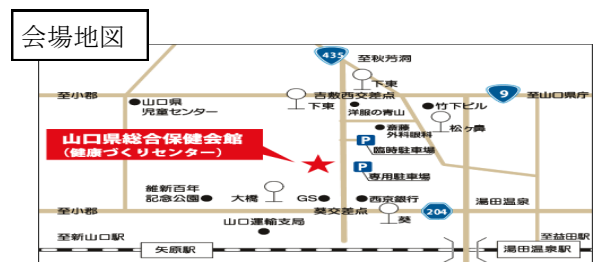 会場地図
435
至秋芳洞
下東
9
至小郡
吉敷西交差点
至山口県庁
山口県
児童センター
下東
洋服の青山
竹下ビル
松ヶ鼻
斎藤
外科眼科
山口県総合保健会館
(健康づくりセンター)
P
臨時駐車場
P
専用駐車場
維新百年
記念公園
大橋
GS
西京銀行
湯田温泉
至小郡
葵交差点
葵
204
山口運輸支局
至新山口駅
至益田駅
矢原駅
湯田温泉駅